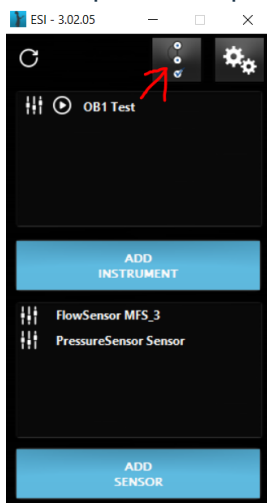 ESI - 3.02.05
OB1 Test
ADD
INSTRUMENT
FlowSensor MFS_3
PressureSensor Sensor
ADD
SENSOR